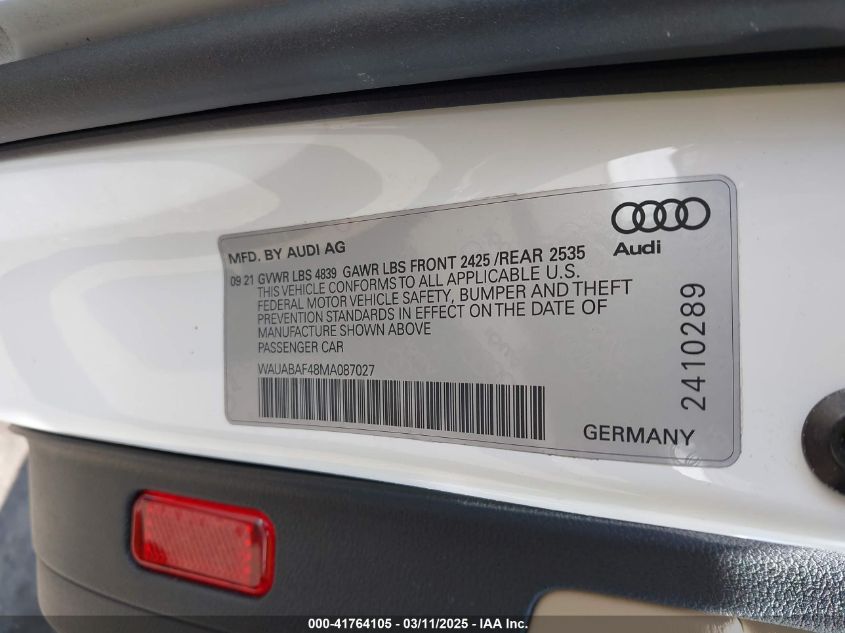 MFD. BY AUDI AG
09 21 GVWR LBS 4839 GAWR LBS FRONT 2425 /REAR 2535
THIS VEHICLE CONFORMS TO ALL APPLICABLE U.S.
FEDERAL MOTOR VEHICLE SAFETY, BUMPER AND THEFT
PREVENTION STANDARDS IN EFFECT ON THE DATE OF
MANUFACTURE SHOWN ABOVE
PASSENGER CAR
WAUABAF48MA087027
Audi
2410289
GERMANY
000-41764105 - 03/11/2025 - IAA Inc.